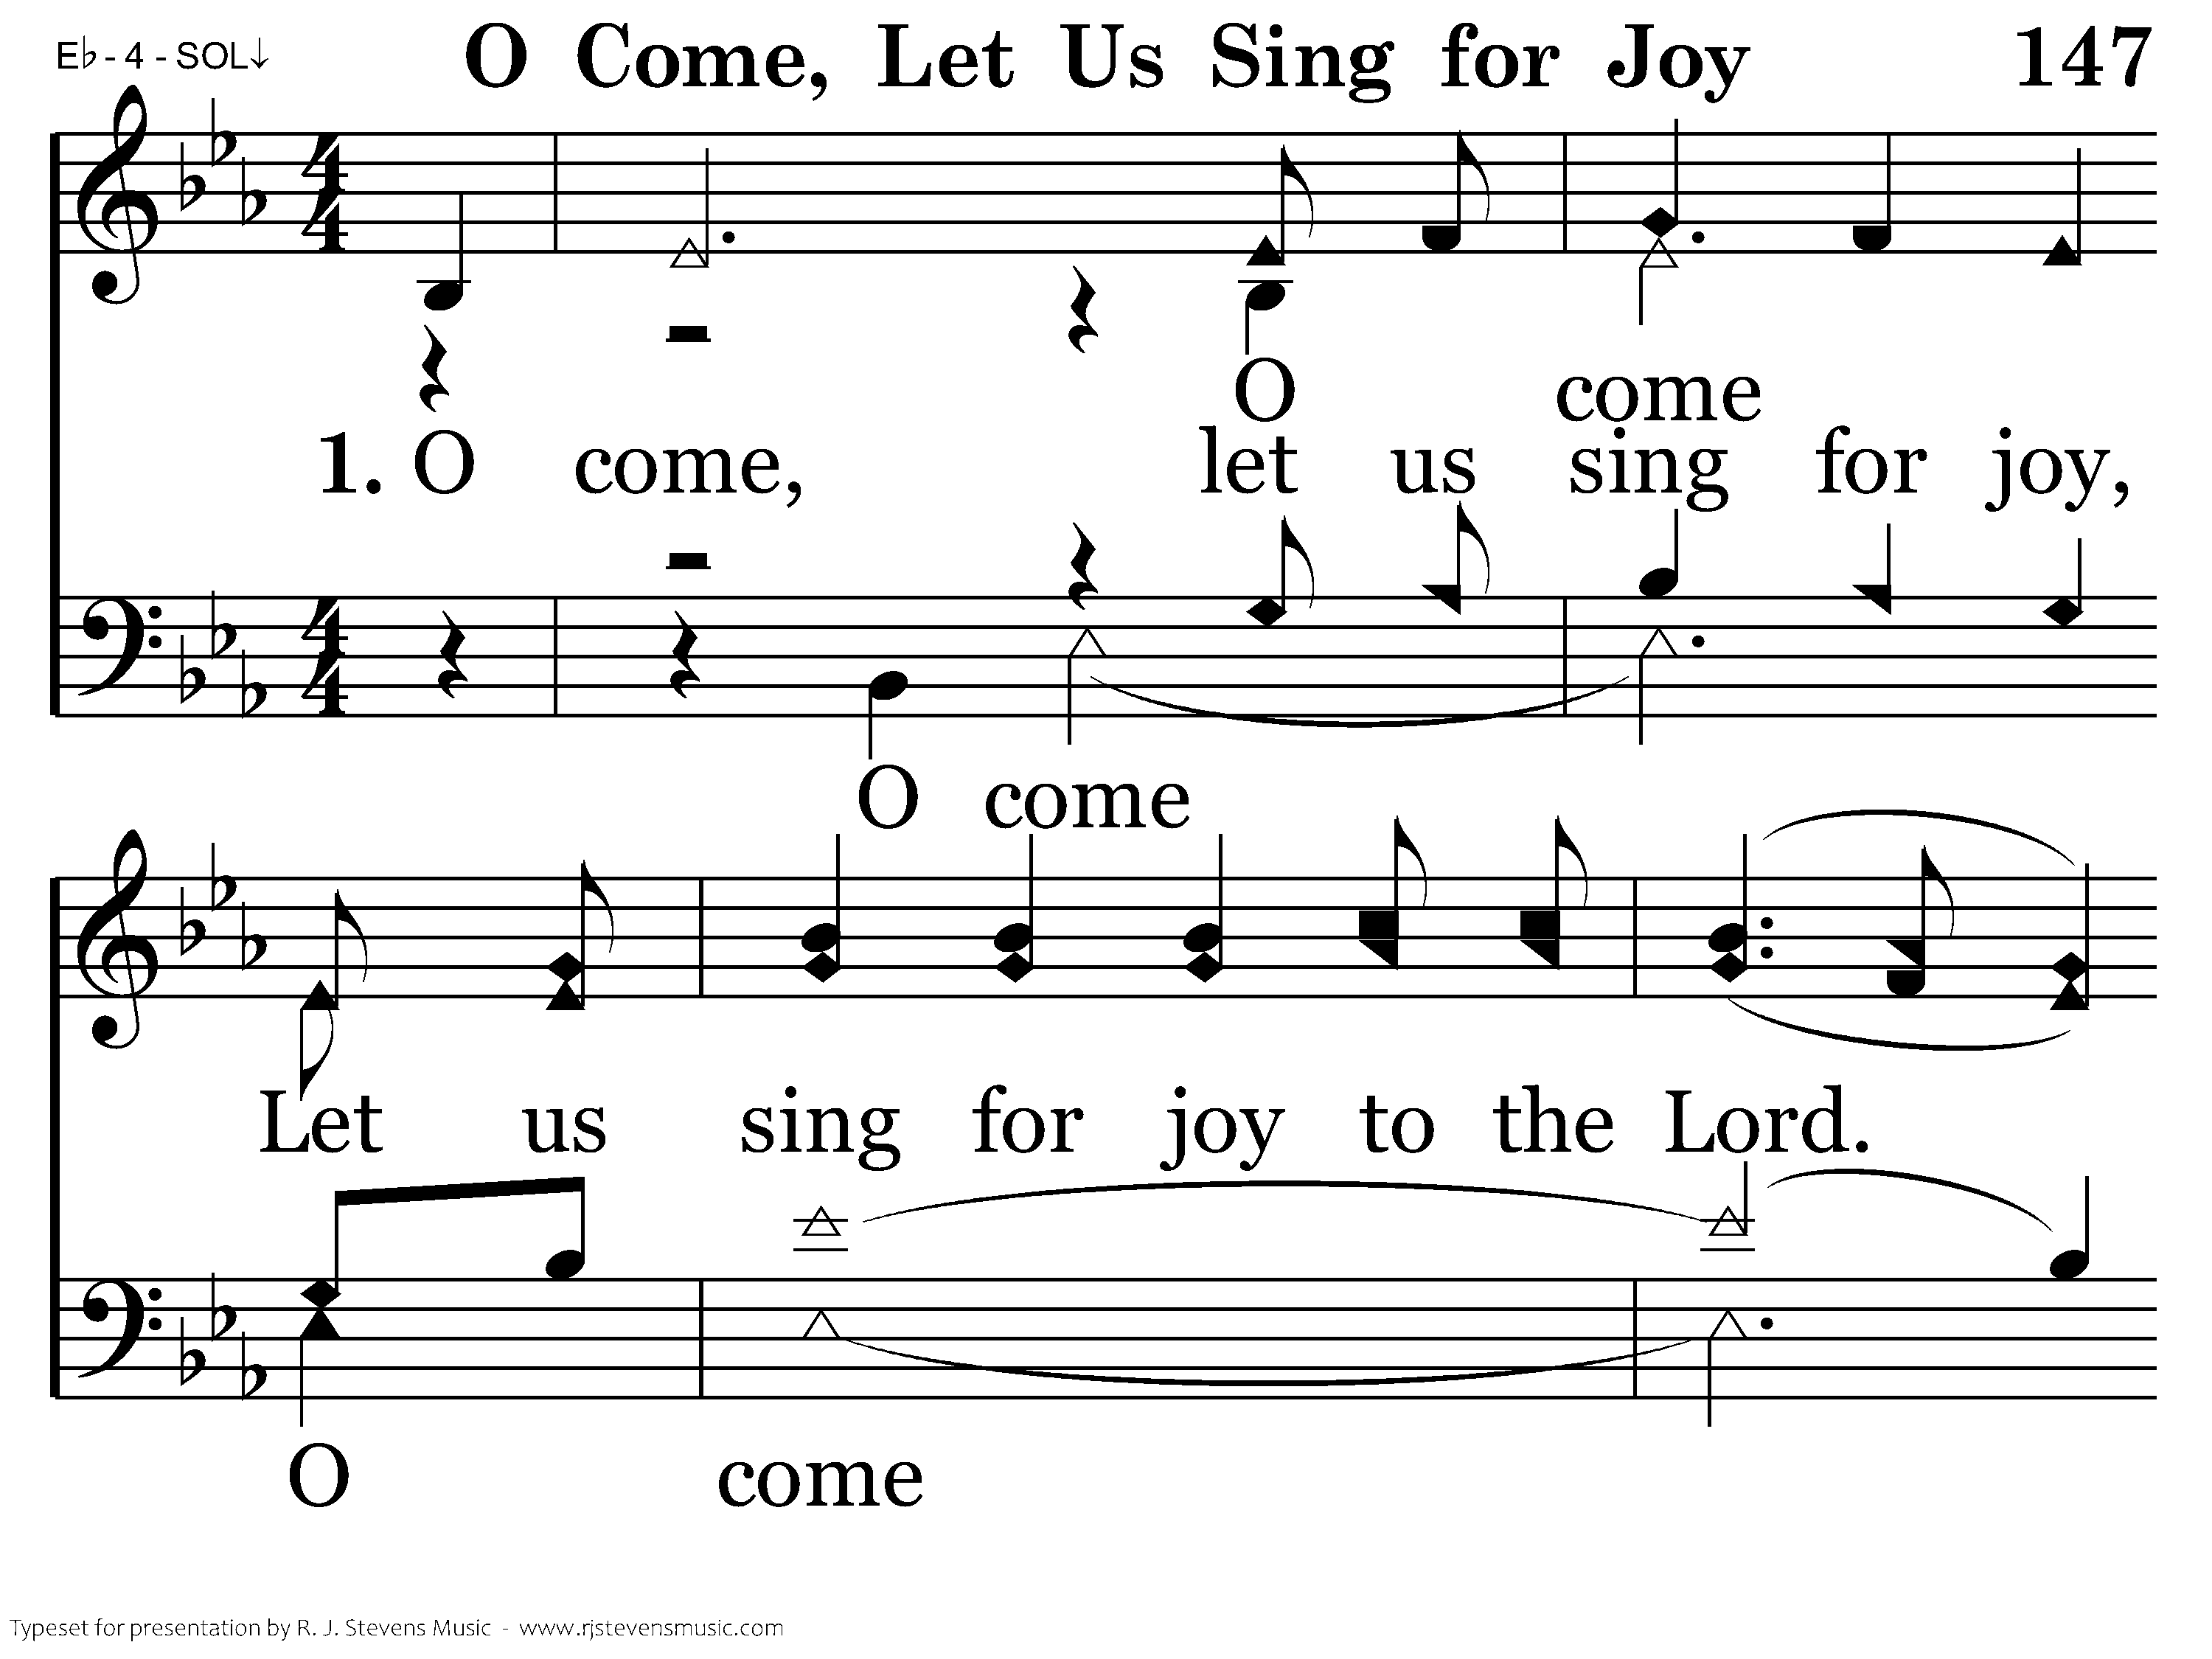 E♭ - 4 - SOL↓ O Come, Let Us Sing for Joy 147
O come
1. O come, let us sing for joy,
O come
Let us sing for joy to the Lord.
O come
Typeset for presentation by R. J. Stevens Music - www.rjstevensmusic.com